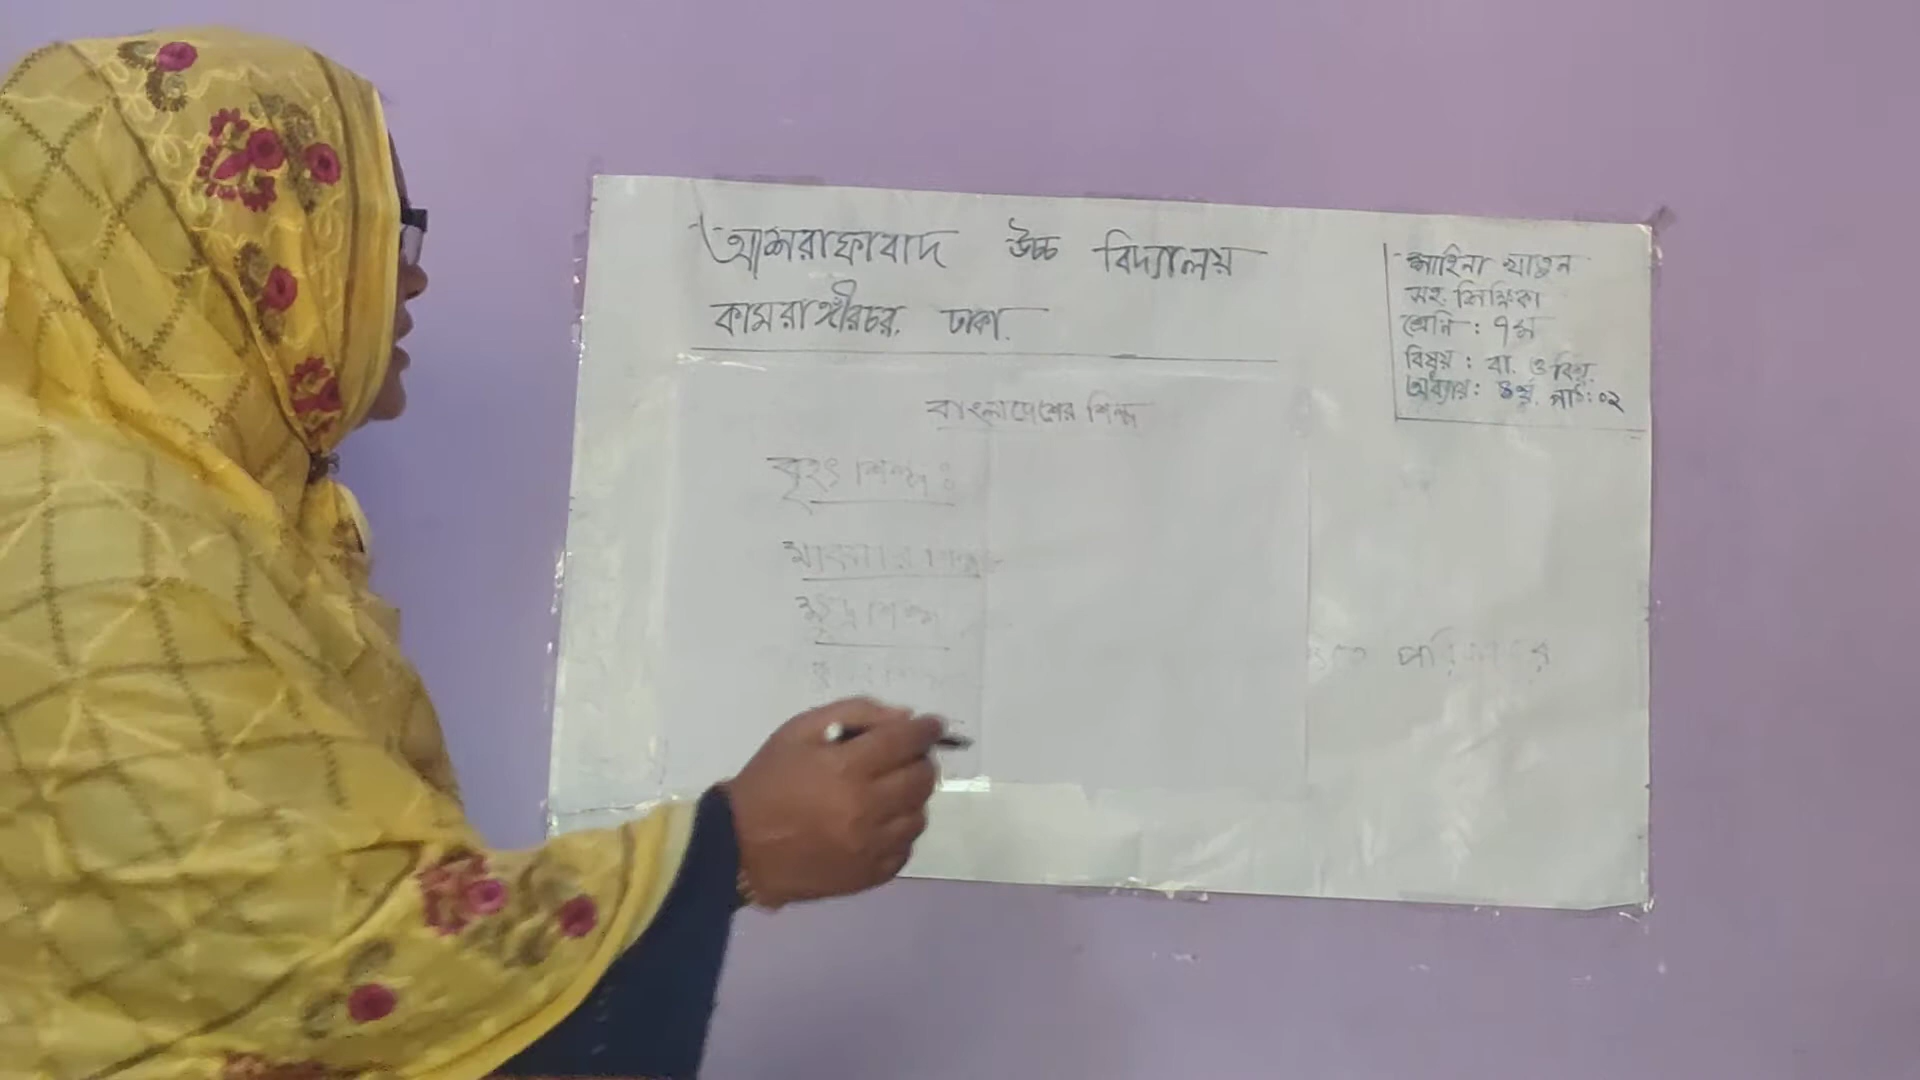 আশরাফাবাদ উচ্চ বিদ্যালয়
কামরাঙ্গীরচর. ঢাকা.
শাহিনা খাতুন
সহ. শিক্ষিকা
শ্রেনি : ৭ম
বিষয় : বা. ও বিশ্ব.
অধ্যায় : ৪র্থ. পাঠ : ০২
বাংলাদেশের শিল্প
বৃহৎ শিল্প ঃ
মাঝারি শিল্প
ক্ষুদ্র শিল্প